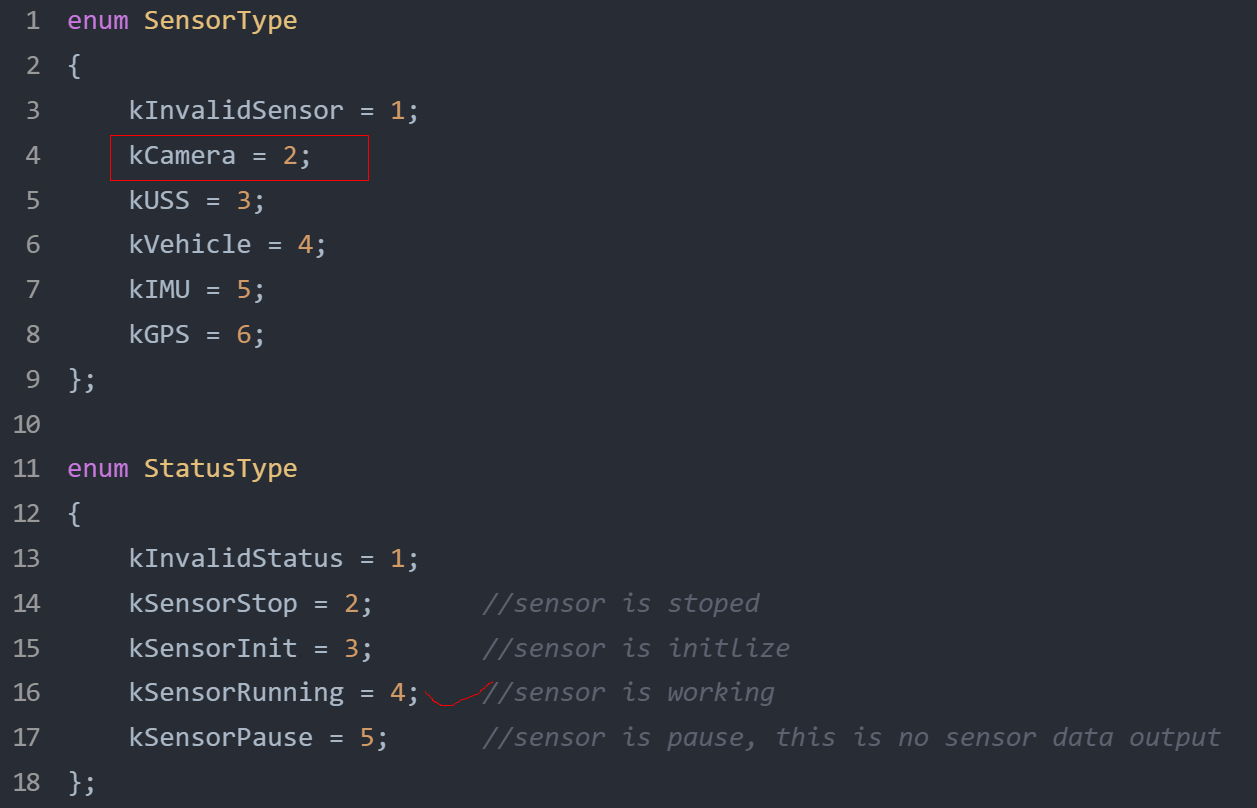 1 enum SensorType
2 {
3     kInvalidSensor = 1;
4     kCamera = 2;
5     kUSS = 3;
6     kVehicle = 4;
7     kIMU = 5;
8     kGPS = 6;
9 };
10
11 enum StatusType
12 {
13     kInvalidStatus = 1;
14     kSensorStop = 2;       //sensor is stoped
15     kSensorInit = 3;       //sensor is initlize
16     kSensorRunning = 4;    //sensor is working
17     kSensorPause = 5;      //sensor is pause, this is no sensor data output
18 };